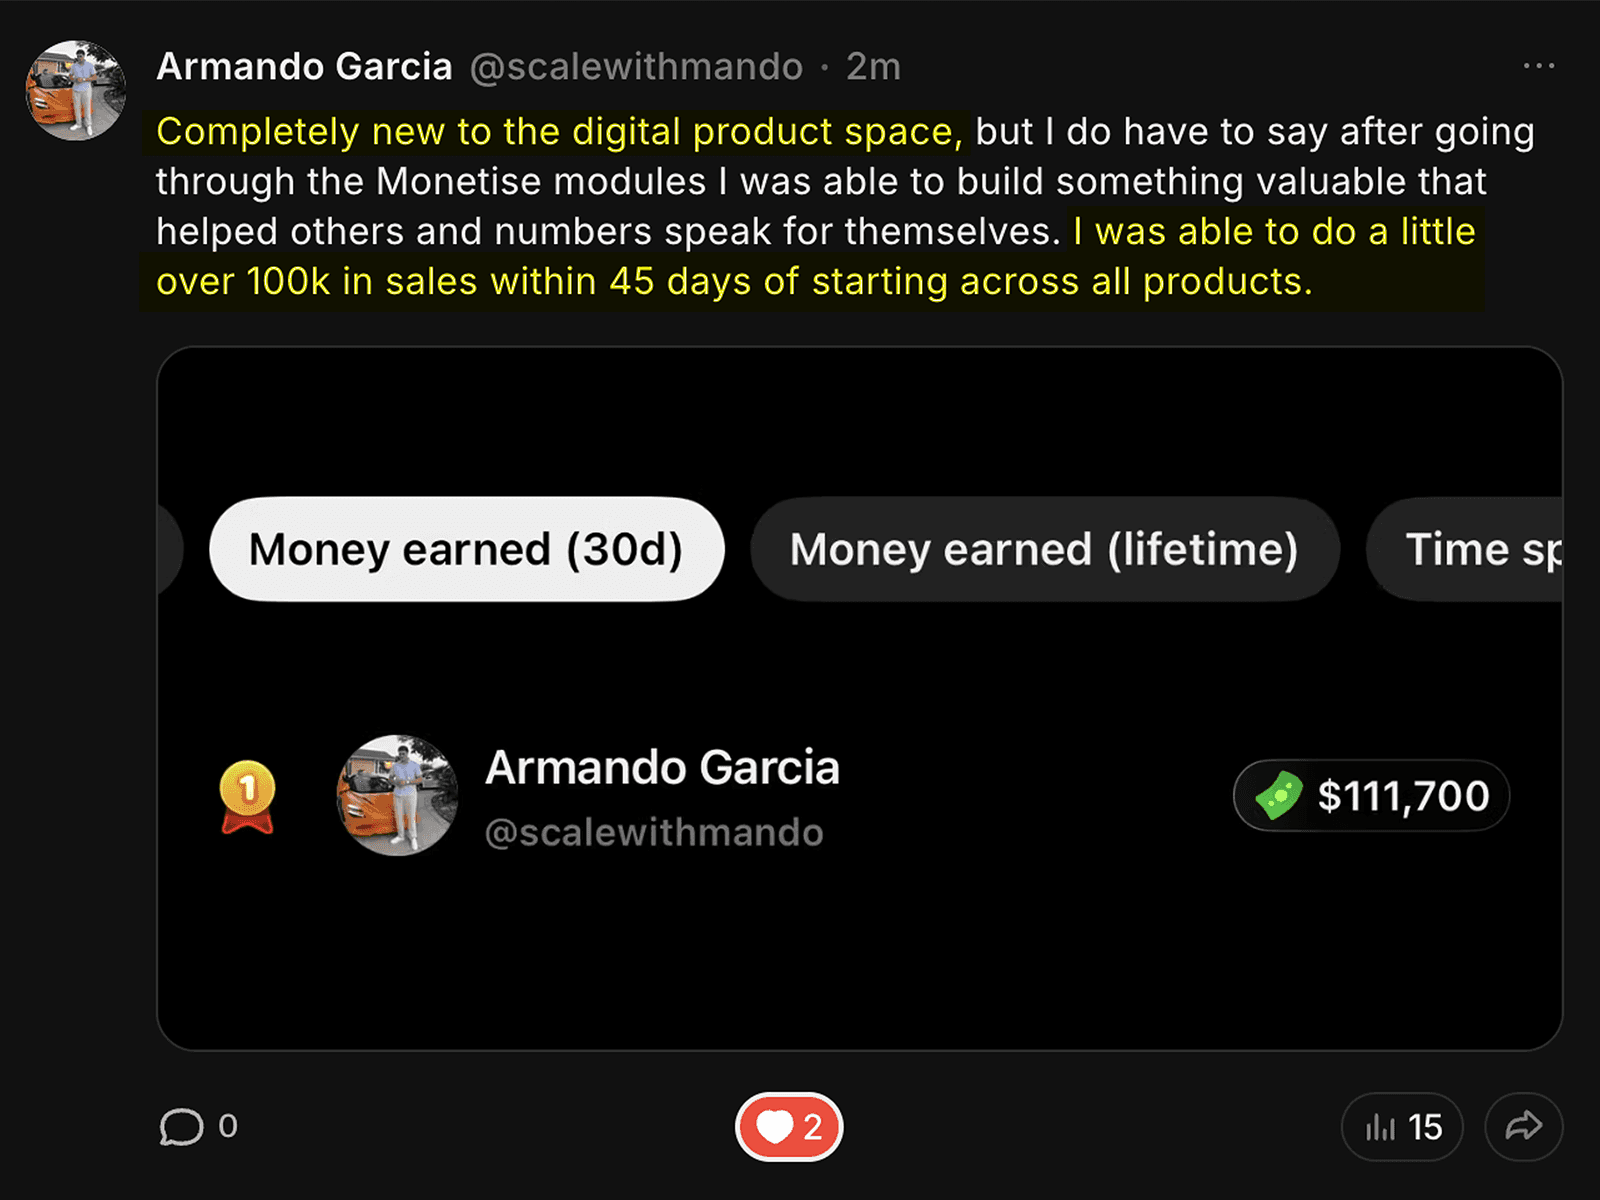 Armando Garcia @scalewithmando · 2m
Completely new to the digital product space, but I do have to say after going
through the Monetise modules I was able to build something valuable that
helped others and numbers speak for themselves. I was able to do a little
over 100k in sales within 45 days of starting across all products.
Money earned (30d) Money earned (lifetime) Time sp
1 Armando Garcia $111,700
@scalewithmando
0 2 15